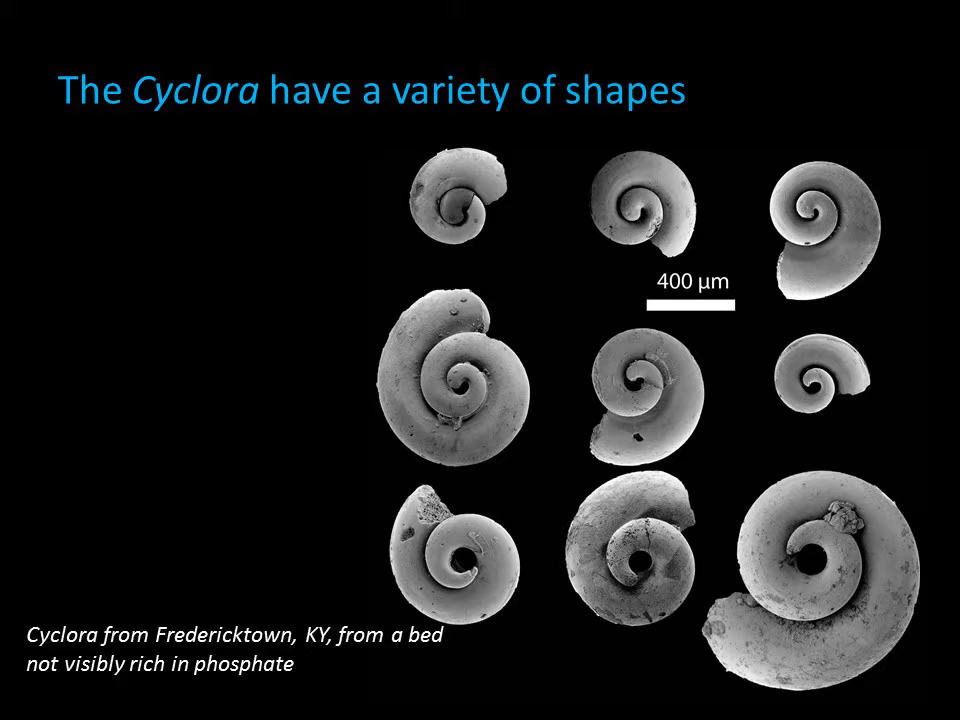 The Cyclora have a variety of shapes
400 µm
Cyclora from Fredericktown, KY, from a bed
not visibly rich in phosphate